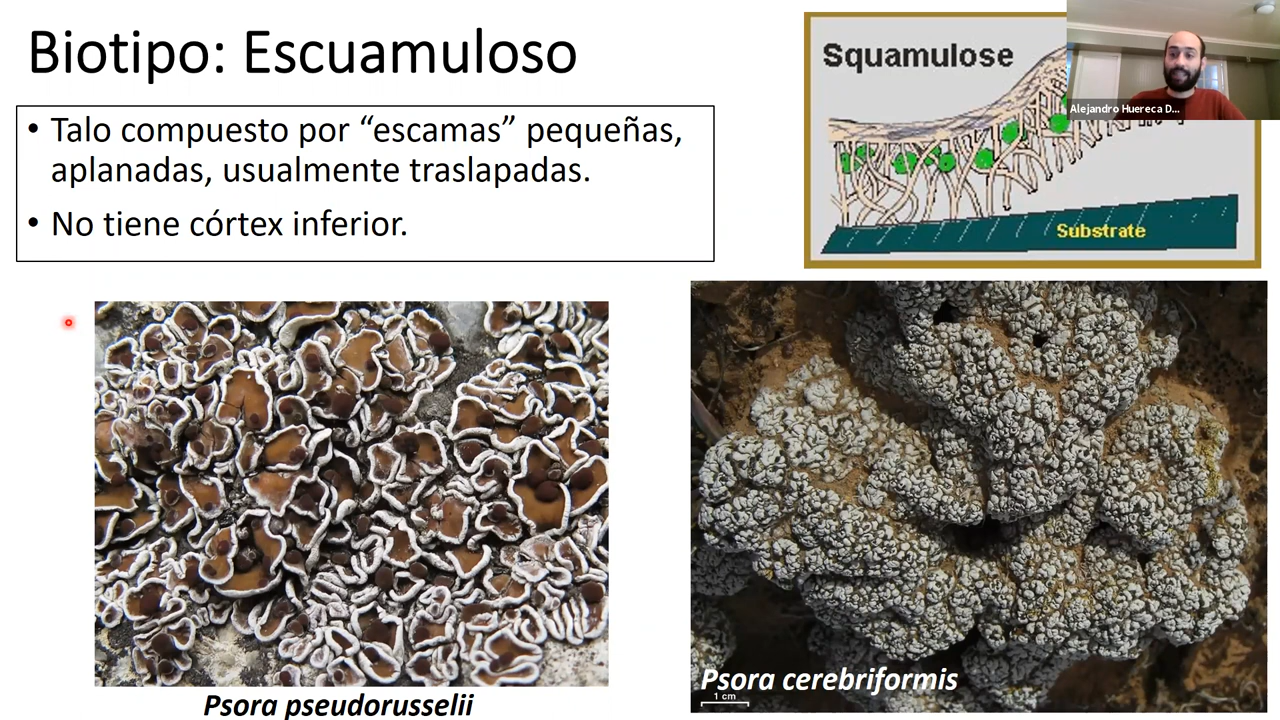 Biotipo: Escuamuloso
• Talo compuesto por “escamas” pequeñas,
aplanadas, usualmente traslapadas.
• No tiene córtex inferior.
Squamulose
Alejandro Huereca D...
Substrate
Psora pseudorusselii
Psora cerebriformis
1 cm